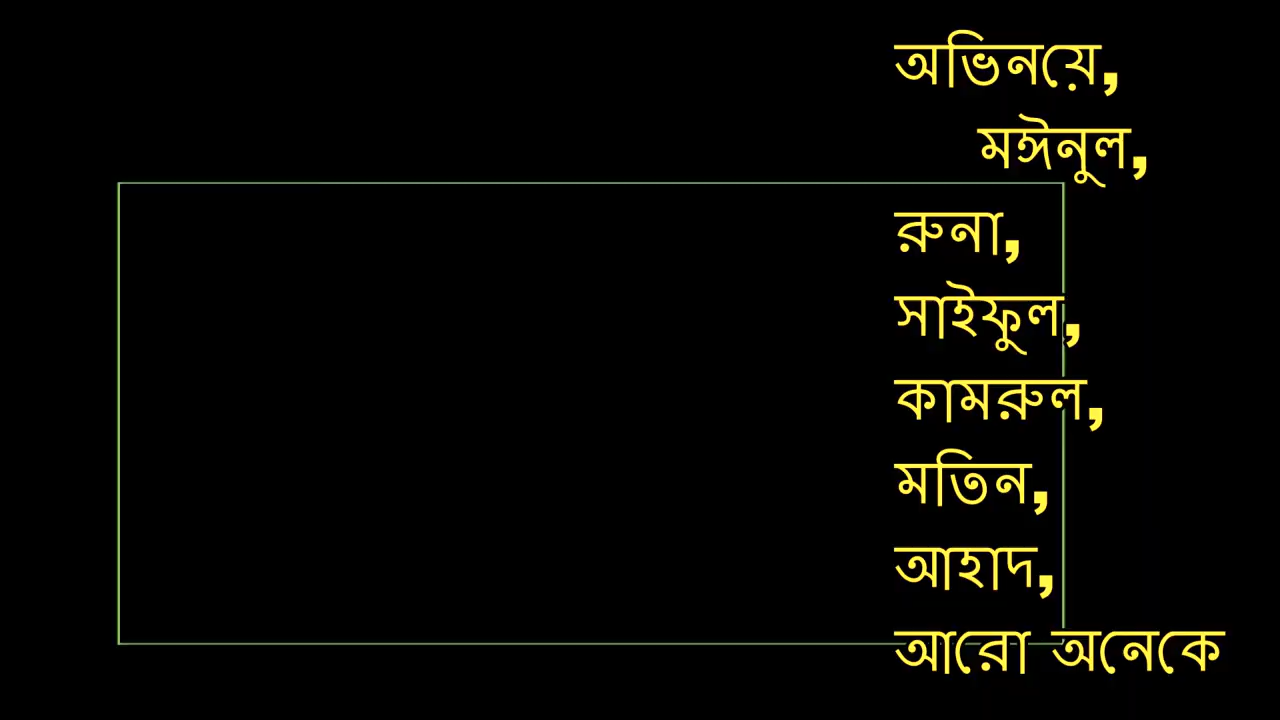 অভিনয়ে,
মঈনুল,
রুনা,
সাইফুল,
কামরুল,
মতিন,
আহাদ,
আরো অনেকে